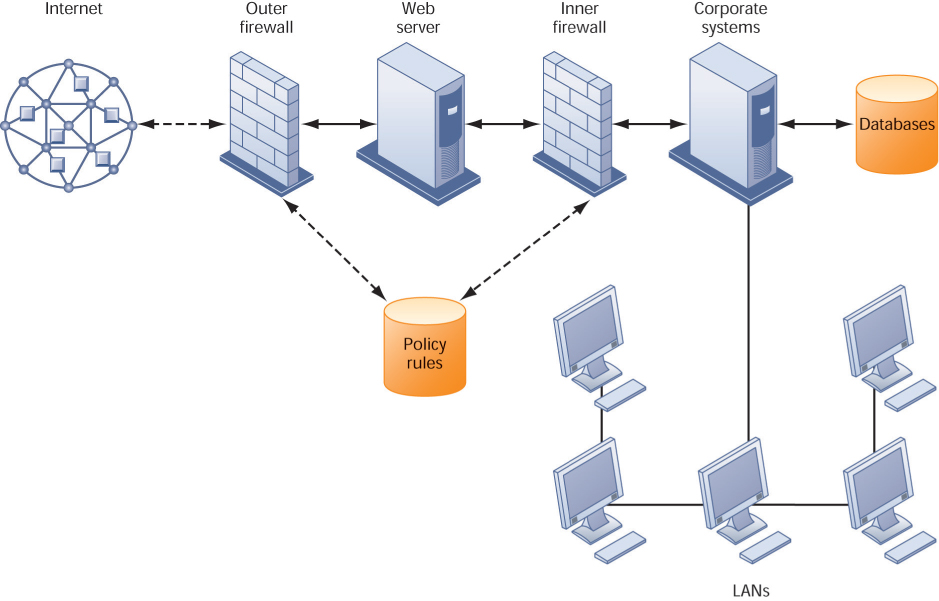 Internet
Outer
firewall
Web
server
Inner
firewall
Corporate
systems
Databases
Policy
rules
LANs